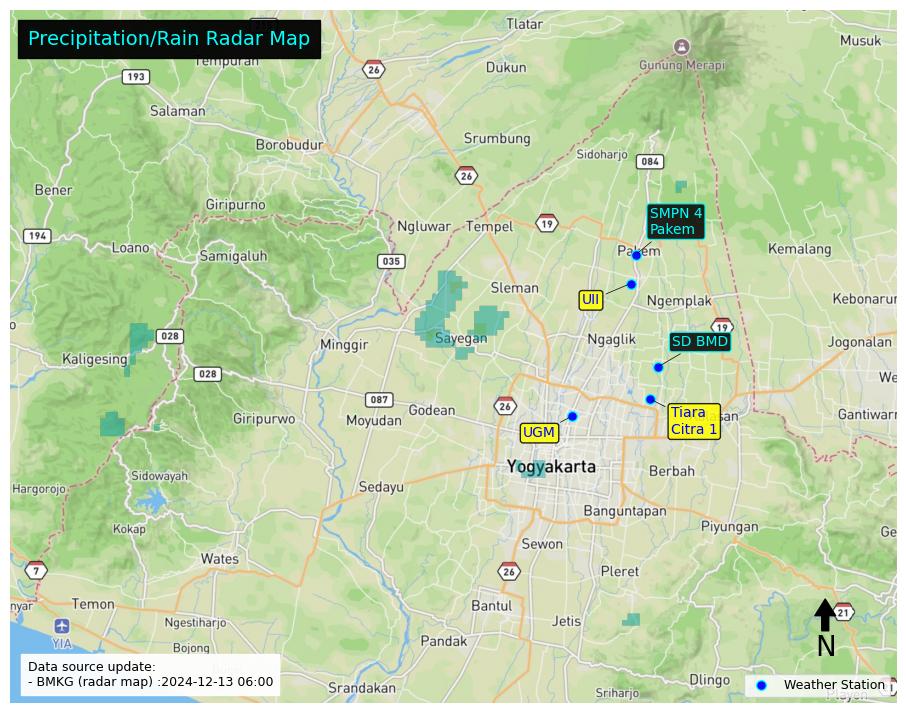 Precipitation/Rain Radar Map
Tlatar
Musuk
Tempuran
26
Dukun
Gunung Merapi
193
Salaman
Borobudur
Srumbung
Sidoharjo
084
26
Bener
Giripurno
SMPN 4
Pakem
Ngluwar
Tempel
19
194
Loano
Samigaluh
035
Pakem
Kemalang
Sleman
UII
Ngemplak
Kebonarun
19
028
Minggir
Sayegan
Ngaglik
SD BMD
Jogonalan
Kaligesing
028
087
Godean
26
Giripurwo
Moyudan
UGM
Tiara
Citra 1
Gantiwarn
Yogyakarta
Sidowayah
Hargorojo
Sedayu
Berbah
Kokap
Banguntapan
Piyungan
Wates
Sewon
7
26
Pleret
Temon
Bantul
Jetis
21
Ngestiharjo
YIA
Bojong
Pandak
N
Data source update:
- BMKG (radar map) :2024-12-13 06:00
Srandakan
Sriharjo
Dlingo
Weather Station
Playen